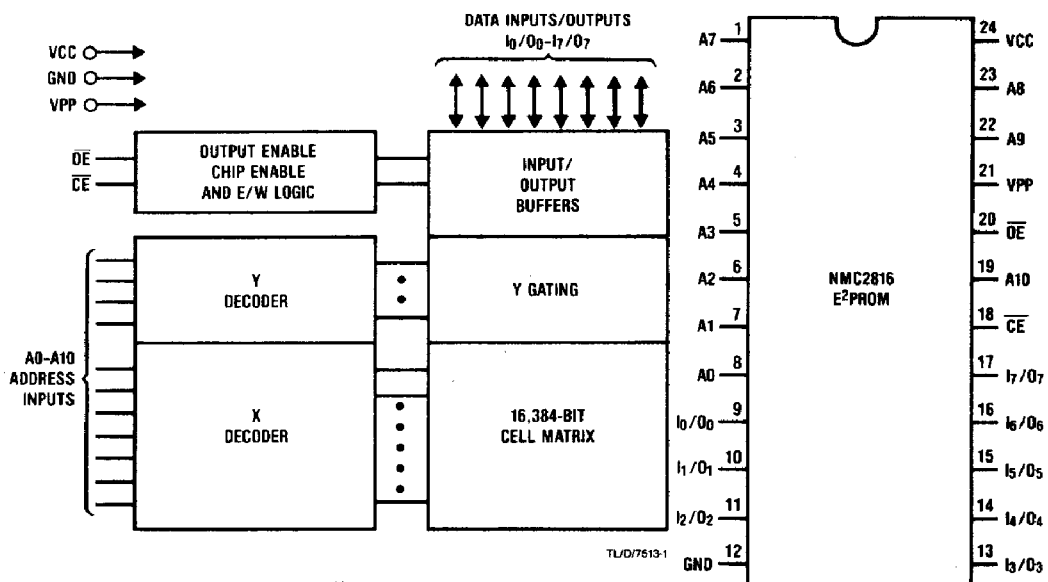 DATA INPUTS/OUTPUTS
I0/O0-I7/O7
VCC
GND
VPP
OE
CE
OUTPUT ENABLE
CHIP ENABLE
AND E/W LOGIC
INPUT/
OUTPUT
BUFFERS
Y
DECODER
Y GATING
A0-A10
ADDRESS
INPUTS
X
DECODER
16,384-BIT
CELL MATRIX
TL/D/7513-1
A7 1
A6 2
A5 3
A4 4
A3 5
A2 6
A1 7
A0 8
I0/O0 9
I1/O1 10
I2/O2 11
GND 12
NMC2816
E²PROM
24 VCC
23 A8
22 A9
21 VPP
20 OE
19 A10
18 CE
17 I7/O7
16 I6/O6
15 I5/O5
14 I4/O4
13 I3/O3